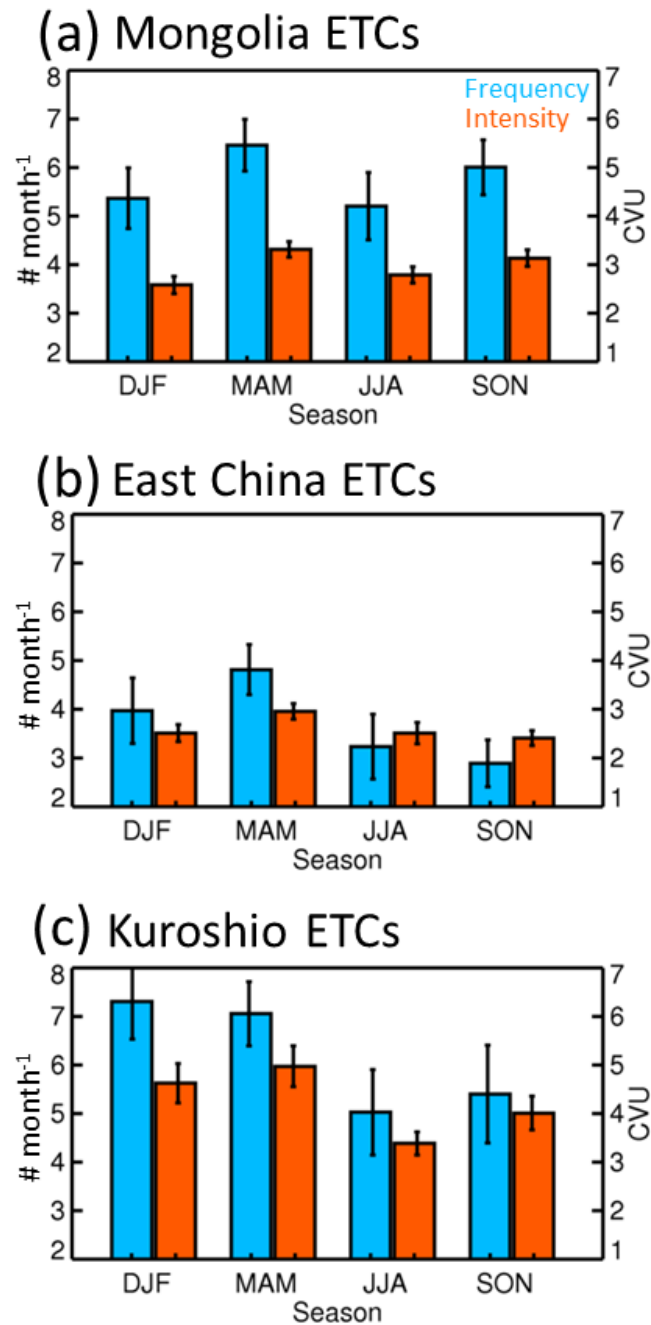 (a) Mongolia ETCs
8 7
Frequency
Intensity
7 6
6 5
5 4
4 3
3 2
2 1
# month⁻¹
CVU
DJF MAM JJA SON
Season
(b) East China ETCs
8 7
7 6
6 5
5 4
4 3
3 2
2 1
# month⁻¹
CVU
DJF MAM JJA SON
Season
(c) Kuroshio ETCs
8 7
7 6
6 5
5 4
4 3
3 2
2 1
# month⁻¹
CVU
DJF MAM JJA SON
Season